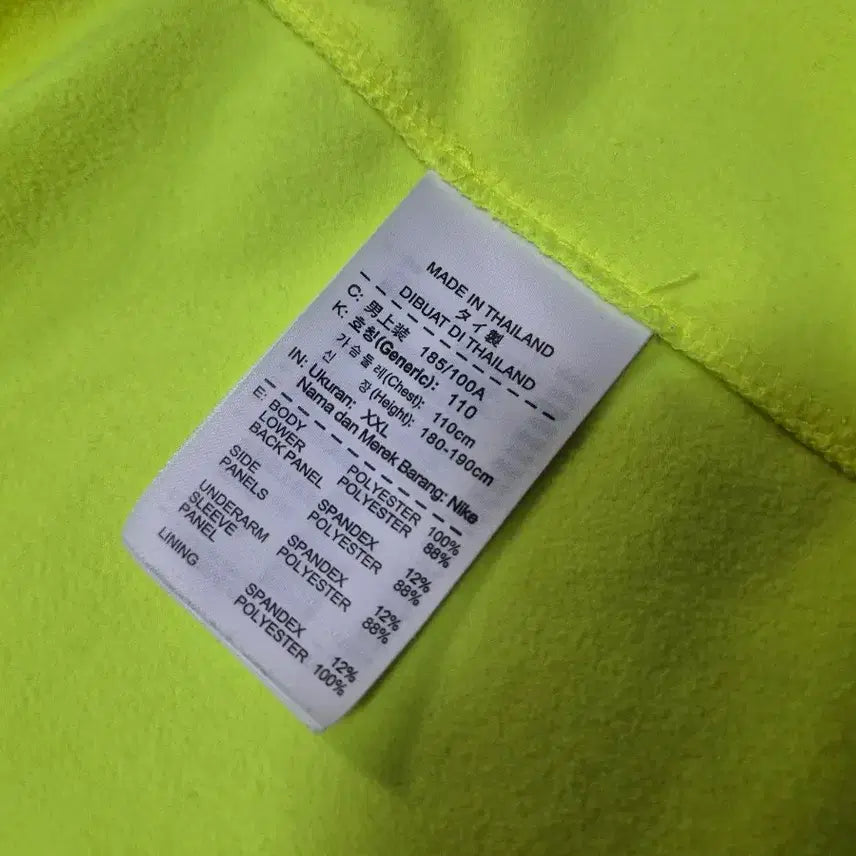 MADE IN THAILAND
タイ製
DIBUAT DI THAILAND
C: 男上装 185/100A
K: 호칭(Generic): 110
가슴둘레(Chest): 110cm
신 장(Height): 180-190cm
IN: Ukuran: XXL
Nama dan Merek Barang: Nike
E: BODY POLYESTER 100%
LOWER POLYESTER 88%
BACK PANEL SPANDEX 12%
SIDE POLYESTER 88%
PANELS SPANDEX 12%
UNDERARM POLYESTER 88%
SLEEVE SPANDEX 12%
PANEL
LINING POLYESTER 100%